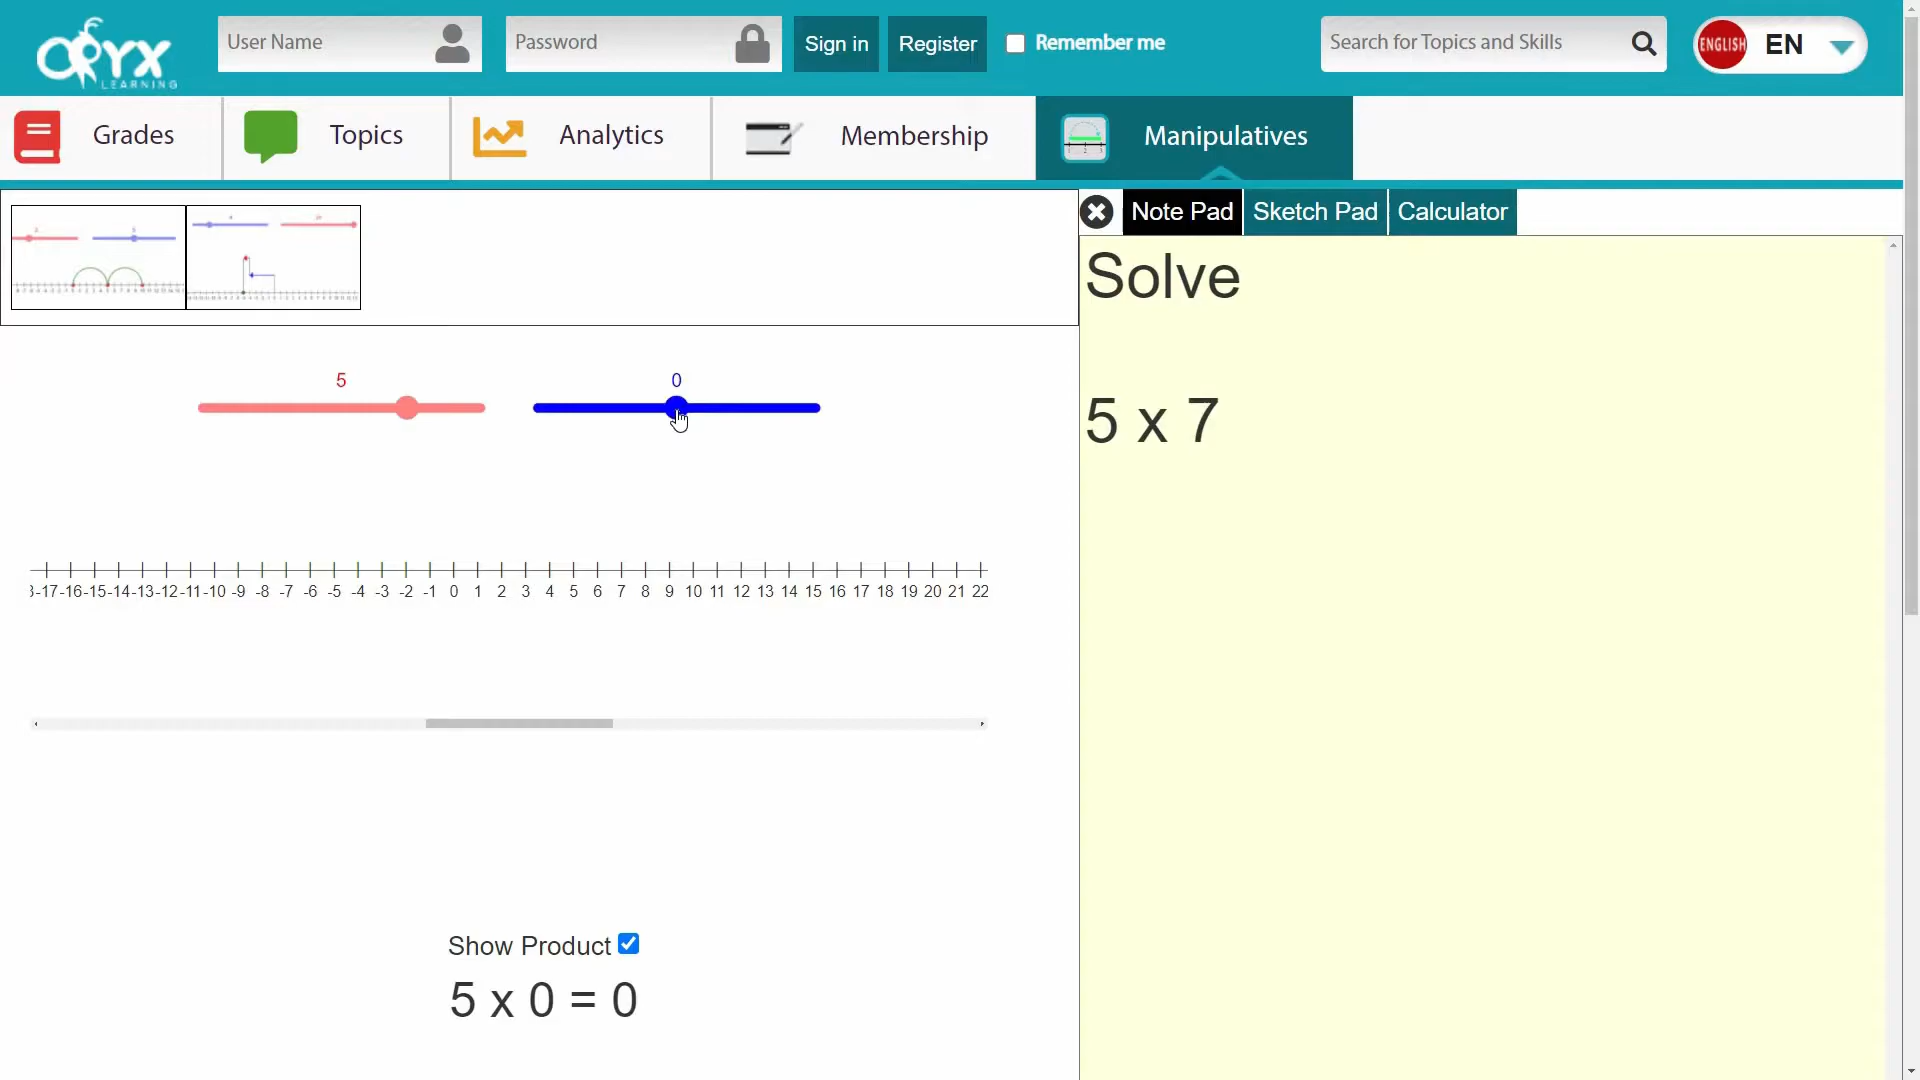 ORYX
LEARNING
User Name
Password
Sign in
Register
Remember me
Search for Topics and Skills
ENGLISH
EN
Grades
Topics
Analytics
Membership
Manipulatives
Note Pad
Sketch Pad
Calculator
Solve
5 x 7
5
0
-17 -16 -15 -14 -13 -12 -11 -10 -9 -8 -7 -6 -5 -4 -3 -2 -1 0 1 2 3 4 5 6 7 8 9 10 11 12 13 14 15 16 17 18 19 20 21 22
Show Product
5 x 0 = 0